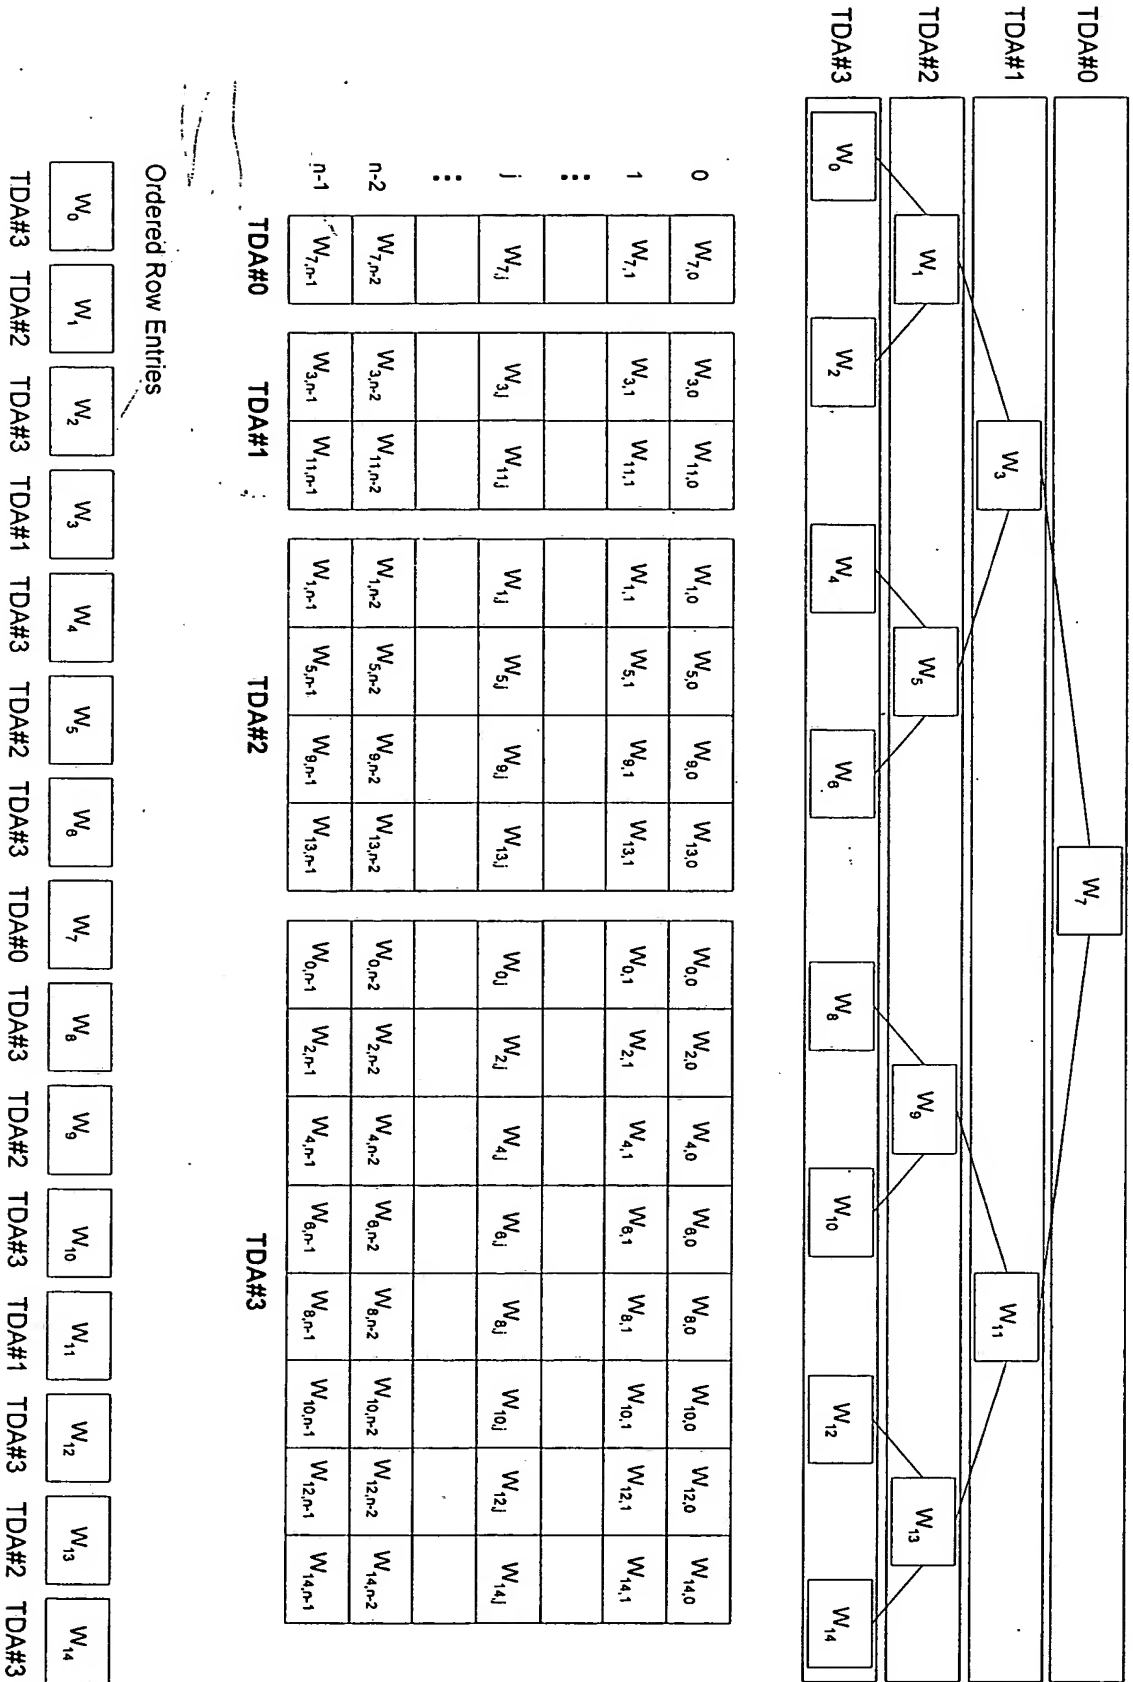 TDA#0
W7
TDA#1
W3 W11
TDA#2
W1 W5 W9 W13
TDA#3
W0 W2 W4 W6 W8 W10 W12 W14
0 W7,0 W3,0 W11,0 W1,0 W5,0 W9,0 W13,0 W0,0 W2,0 W4,0 W6,0 W8,0 W10,0 W12,0 W14,0
1 W7,1 W3,1 W11,1 W1,1 W5,1 W9,1 W13,1 W0,1 W2,1 W4,1 W6,1 W8,1 W10,1 W12,1 W14,1
⋮
j W7,j W3,j W11,j W1,j W5,j W9,j W13,j W0,j W2,j W4,j W6,j W8,j W10,j W12,j W14,j
⋮
n-2 W7,n-2 W3,n-2 W11,n-2 W1,n-2 W5,n-2 W9,n-2 W13,n-2 W0,n-2 W2,n-2 W4,n-2 W6,n-2 W8,n-2 W10,n-2 W12,n-2 W14,n-2
n-1 W7,n-1 W3,n-1 W11,n-1 W1,n-1 W5,n-1 W9,n-1 W13,n-1 W0,n-1 W2,n-1 W4,n-1 W6,n-1 W8,n-1 W10,n-1 W12,n-1 W14,n-1
TDA#0 TDA#1 TDA#2 TDA#3
Ordered Row Entries
W0 W1 W2 W3 W4 W5 W6 W7 W8 W9 W10 W11 W12 W13 W14
TDA#3 TDA#2 TDA#3 TDA#1 TDA#3 TDA#2 TDA#3 TDA#0 TDA#3 TDA#2 TDA#3 TDA#1 TDA#3 TDA#2 TDA#3